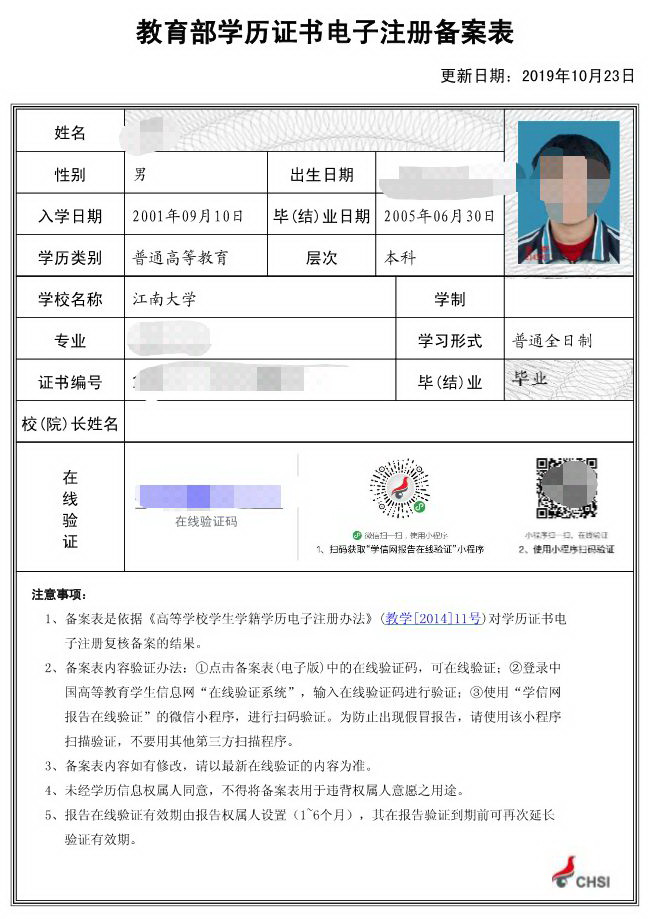 教育部学历证书电子注册备案表
更新日期：2019年10月23日
姓名
性别 男 出生日期
入学日期 2001年09月10日 毕(结)业日期 2005年06月30日
学历类别 普通高等教育 层次 本科
学校名称 江南大学 学制
专业 学习形式 普通全日制
证书编号 毕(结)业 毕业
校(院)长姓名
在线验证
在线验证码
微信扫一扫，使用小程序
1、扫码获取“学信网报告在线验证”小程序
小程序扫一扫，在线验证
2、使用小程序扫码验证
注意事项：
1、备案表是依据《高等学校学生学籍学历电子注册办法》(教学[2014]11号)对学历证书电
子注册复核备案的结果。
2、备案表内容验证办法：①点击备案表(电子版)中的在线验证码，可在线验证；②登录中
国高等教育学生信息网“在线验证系统”，输入在线验证码进行验证；③使用“学信网
报告在线验证”的微信小程序，进行扫码验证。为防止出现假冒报告，请使用该小程序
扫描验证，不要用其他第三方扫描程序。
3、备案表内容如有修改，请以最新在线验证的内容为准。
4、未经学历信息权属人同意，不得将备案表用于违背权属人意愿之用途。
5、报告在线验证有效期由报告权属人设置（1~6个月），其在报告验证到期前可再次延长
验证有效期。
CHSI